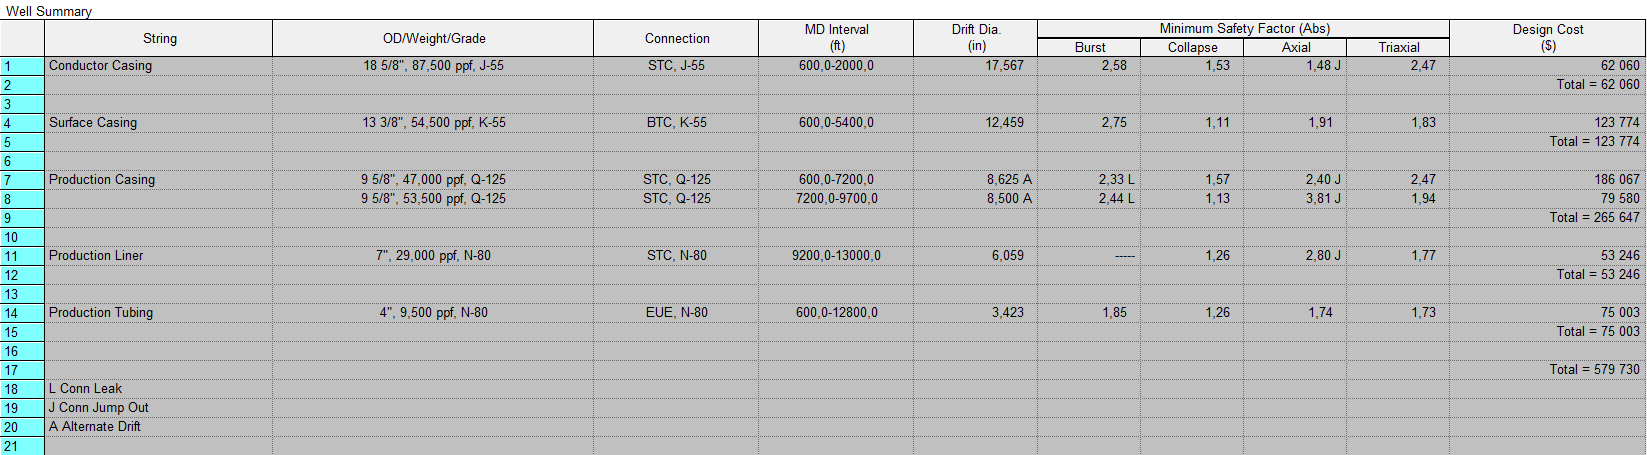 Well Summary
String OD/Weight/Grade Connection MD Interval (ft) Drift Dia. (in) Minimum Safety Factor (Abs) Design Cost ($)
Burst Collapse Axial Triaxial
1 Conductor Casing 18 5/8", 87,500 ppf, J-55 STC, J-55 600,0-2000,0 17,567 2,58 1,53 1,48 J 2,47 62 060
2 Total = 62 060
3
4 Surface Casing 13 3/8", 54,500 ppf, K-55 BTC, K-55 600,0-5400,0 12,459 2,75 1,11 1,91 1,83 123 774
5 Total = 123 774
6
7 Production Casing 9 5/8", 47,000 ppf, Q-125 STC, Q-125 600,0-7200,0 8,625 A 2,33 L 1,57 2,40 J 2,47 186 067
8 9 5/8", 53,500 ppf, Q-125 STC, Q-125 7200,0-9700,0 8,500 A 2,44 L 1,13 3,81 J 1,94 79 580
9 Total = 265 647
10
11 Production Liner 7", 29,000 ppf, N-80 STC, N-80 9200,0-13000,0 6,059 ----- 1,26 2,80 J 1,77 53 246
12 Total = 53 246
13
14 Production Tubing 4", 9,500 ppf, N-80 EUE, N-80 600,0-12800,0 3,423 1,85 1,26 1,74 1,73 75 003
15 Total = 75 003
16
17 Total = 579 730
18 L Conn Leak
19 J Conn Jump Out
20 A Alternate Drift
21